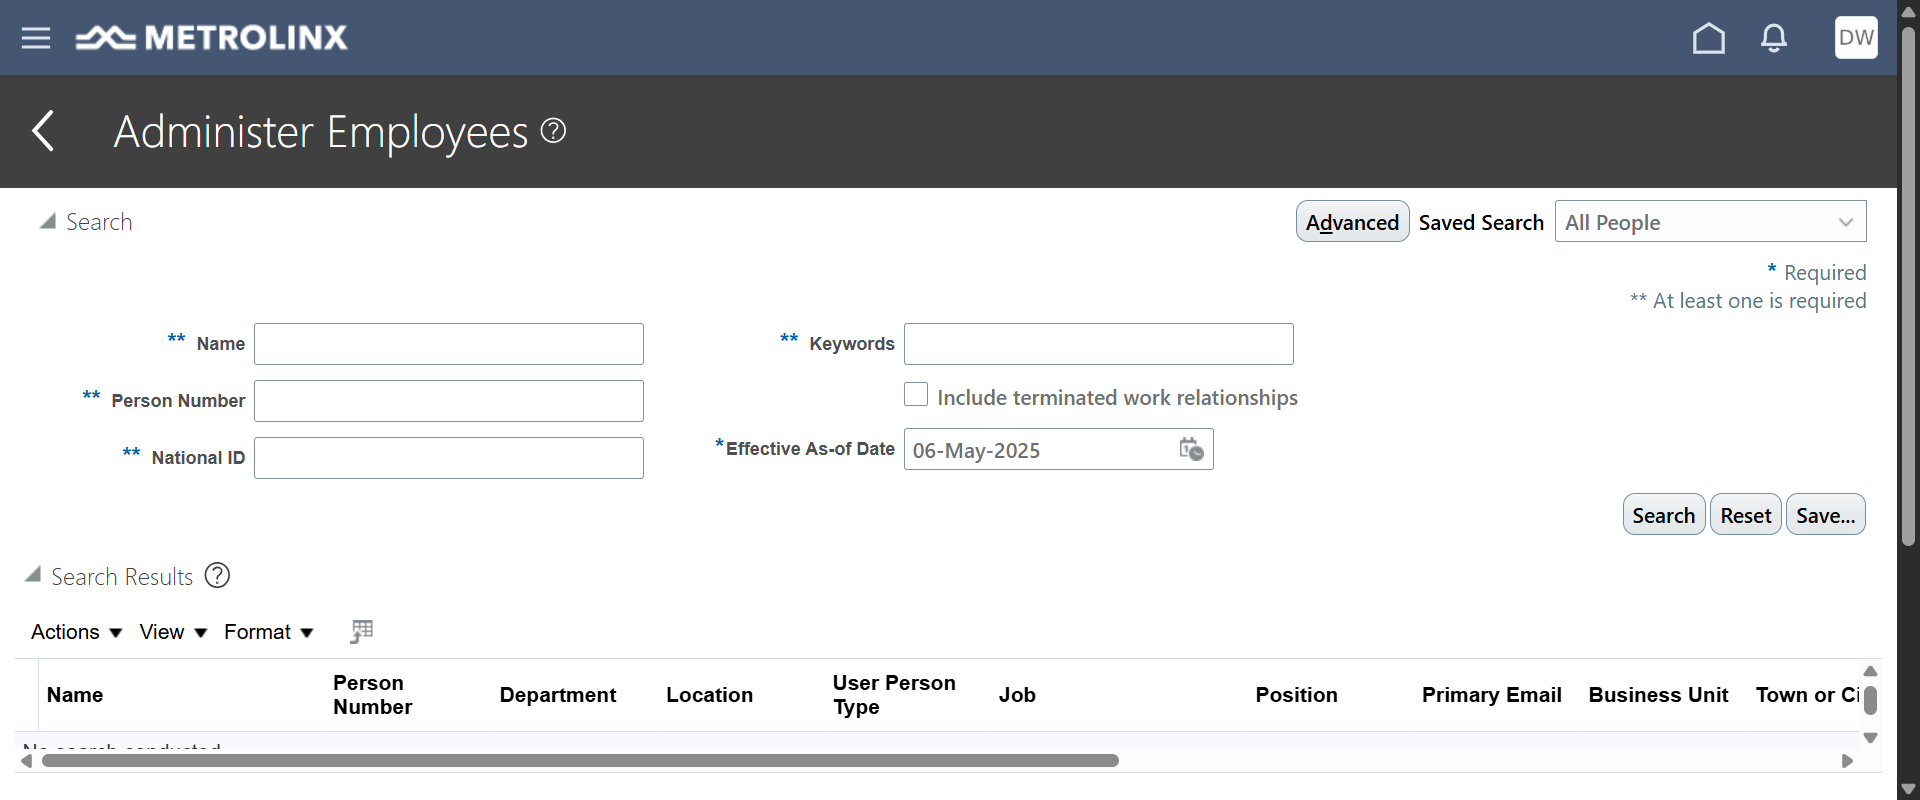 METROLINX
DW
Administer Employees
Search
Advanced Saved Search All People
* Required
** At least one is required
** Name
** Person Number
** National ID
** Keywords
Include terminated work relationships
*Effective As-of Date 06-May-2025
Search Reset Save...
Search Results
Actions View Format
Name Person Number Department Location User Person Type Job Position Primary Email Business Unit Town or Ci
No search conducted